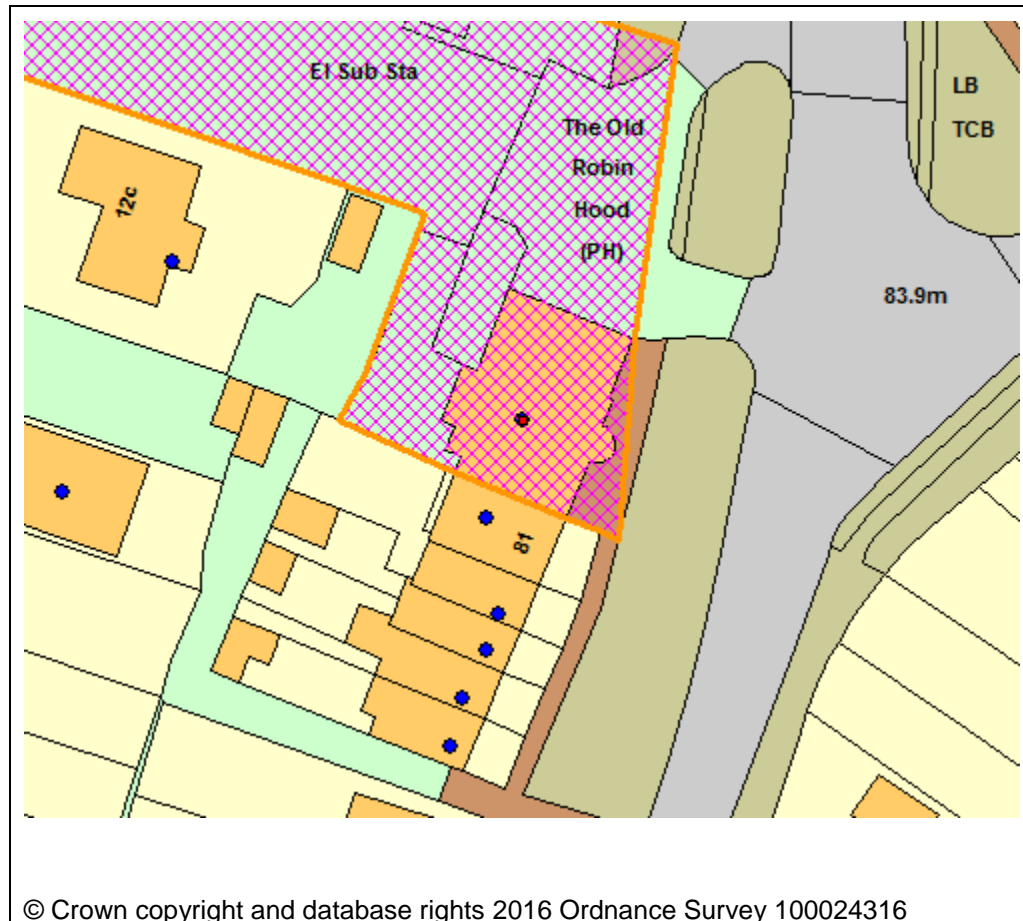 El Sub Sta
The Old
Robin
Hood
(PH)
LB
TCB
12c
83.9m
81
© Crown copyright and database rights 2016 Ordnance Survey 100024316